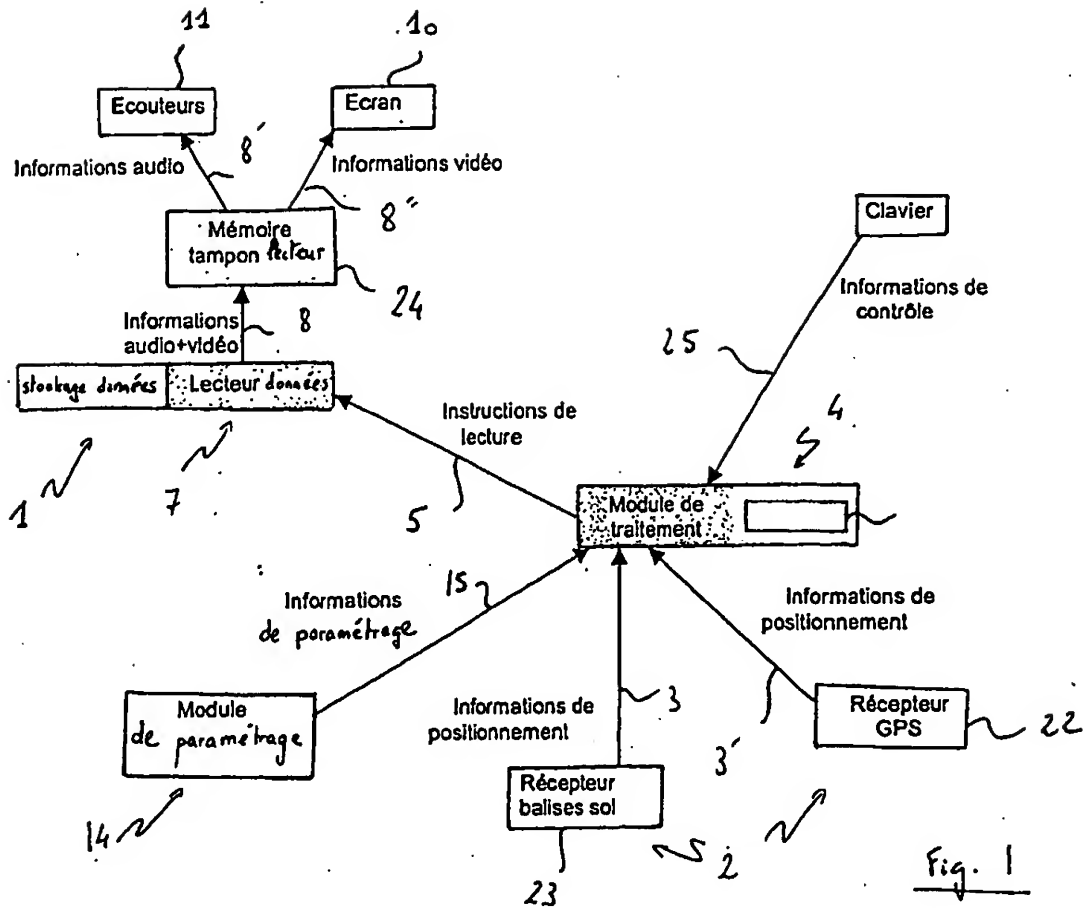 11
10
Ecouteurs
Ecran
Informations audio
8'
Informations vidéo
8"
Mémoire
tampon lecteur
24
Clavier
Informations
audio+vidéo
8
Informations de
contrôle
25
stockage données
Lecteur données
1
7
Instructions de
lecture
5
4
Module de
traitement
Informations
de paramétrage
15
Informations de
positionnement
3'
Module
de paramétrage
14
Informations de
positionnement
3
Récepteur
GPS
22
Récepteur
balises sol
23
2
Fig. 1